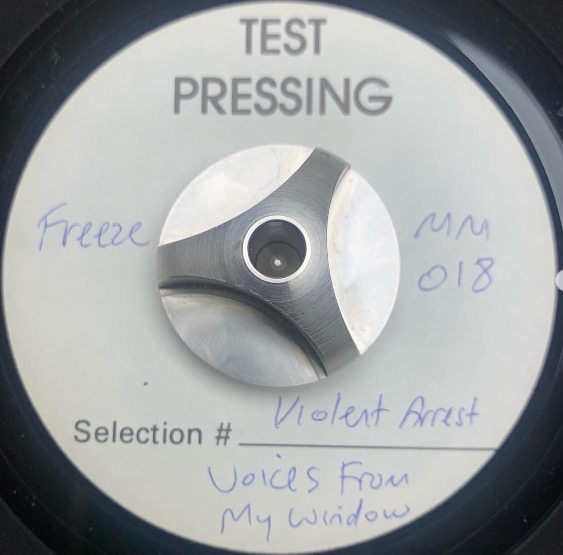 TEST
PRESSING
Freeze
MM
018
Violent Arrest
Selection #
Voices From
My Window